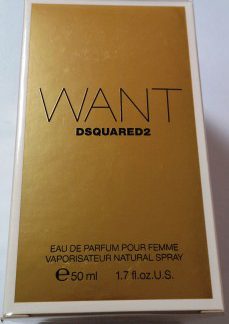 WANT
DSQUARED2
EAU DE PARFUM POUR FEMME
VAPORISATEUR NATURAL SPRAY
℮50 ml 1.7 fl.oz.U.S.